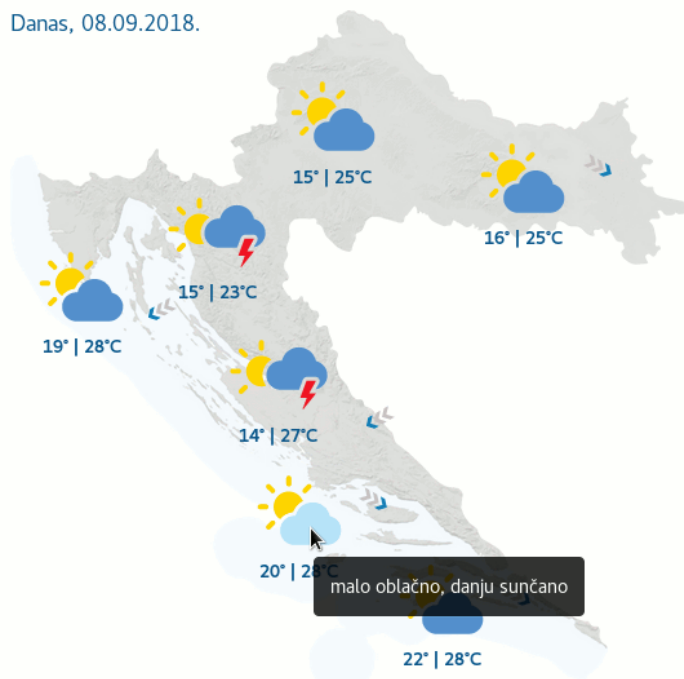 Danas, 08.09.2018.
15° | 25°C
16° | 25°C
15° | 23°C
19° | 28°C
14° | 27°C
20° | 28°C
malo oblačno, danju sunčano
22° | 28°C